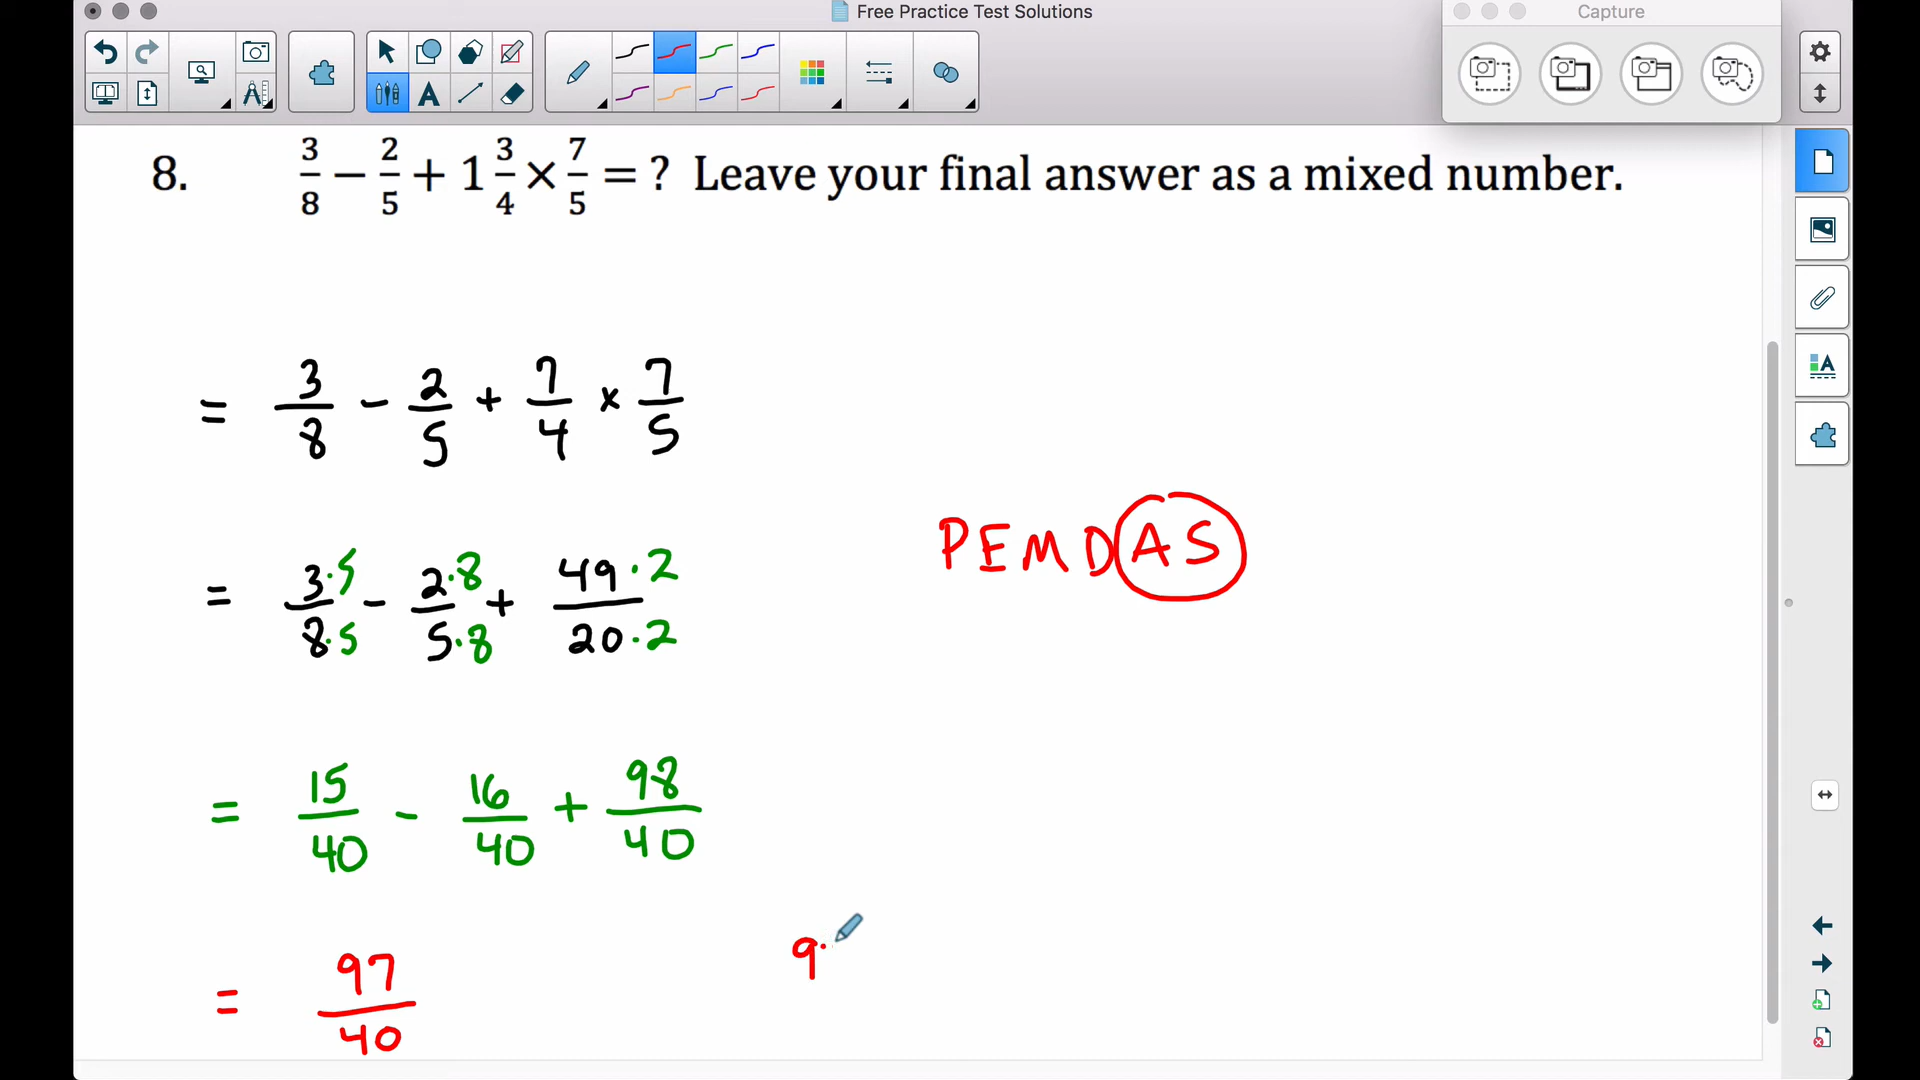 Free Practice Test Solutions
Capture
8. 3/8 − 2/5 + 1 3/4 × 7/5 = ? Leave your final answer as a mixed number.
= 3/8 - 2/5 + 7/4 × 7/5
PEMDAS
= 3·5/8·5 - 2·8/5·8 + 49·2/20·2
= 15/40 - 16/40 + 98/40
= 97/40
9